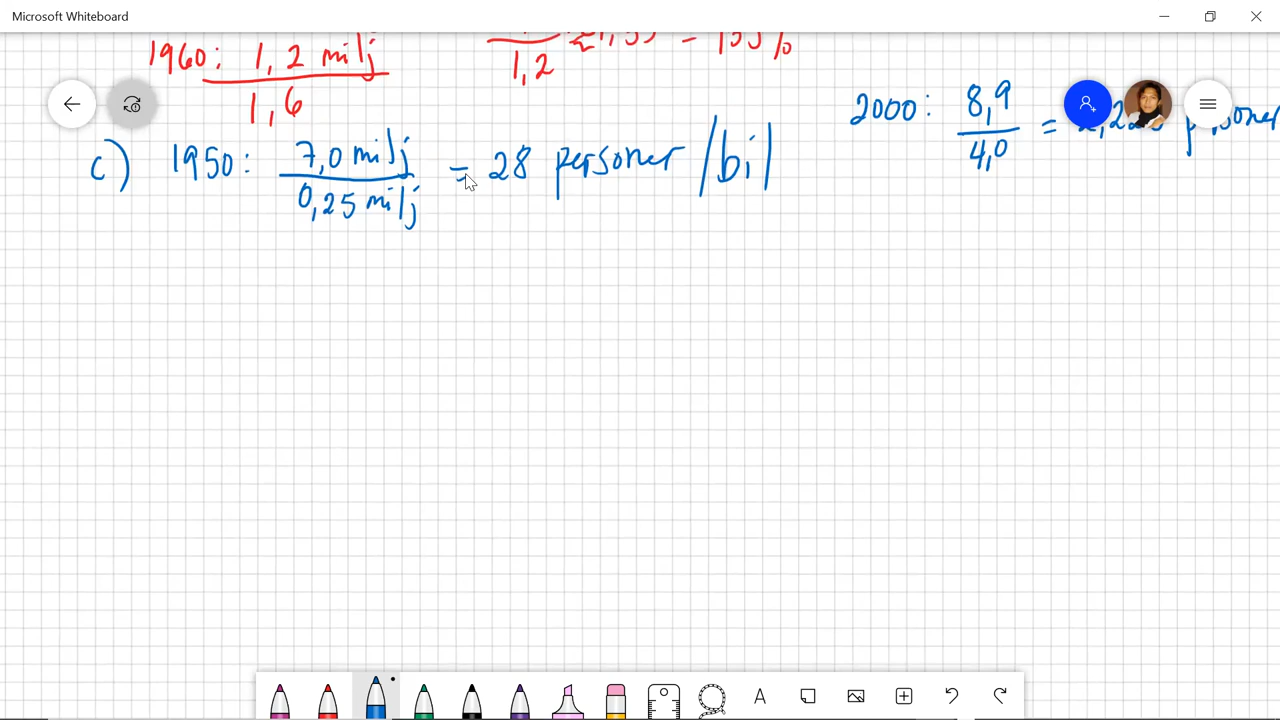 Microsoft Whiteboard
1960: 1,2 milj
1,6
1,2
= 133%
c) 1950: 7,0 milj
0,25 milj
= 28 personer /bil
2000: 8,9
4,0
=
A